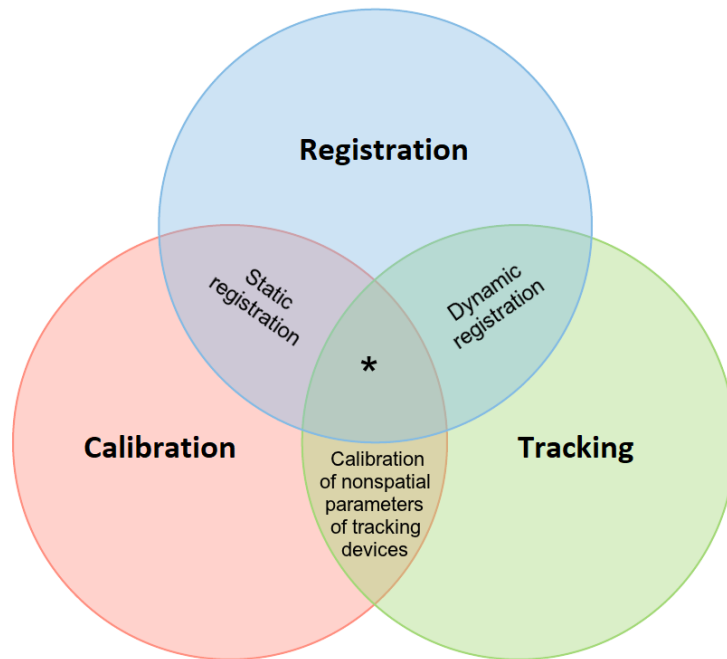 Registration
Static
registration
Dynamic
registration
*
Calibration
Tracking
Calibration
of nonspatial
parameters
of tracking
devices